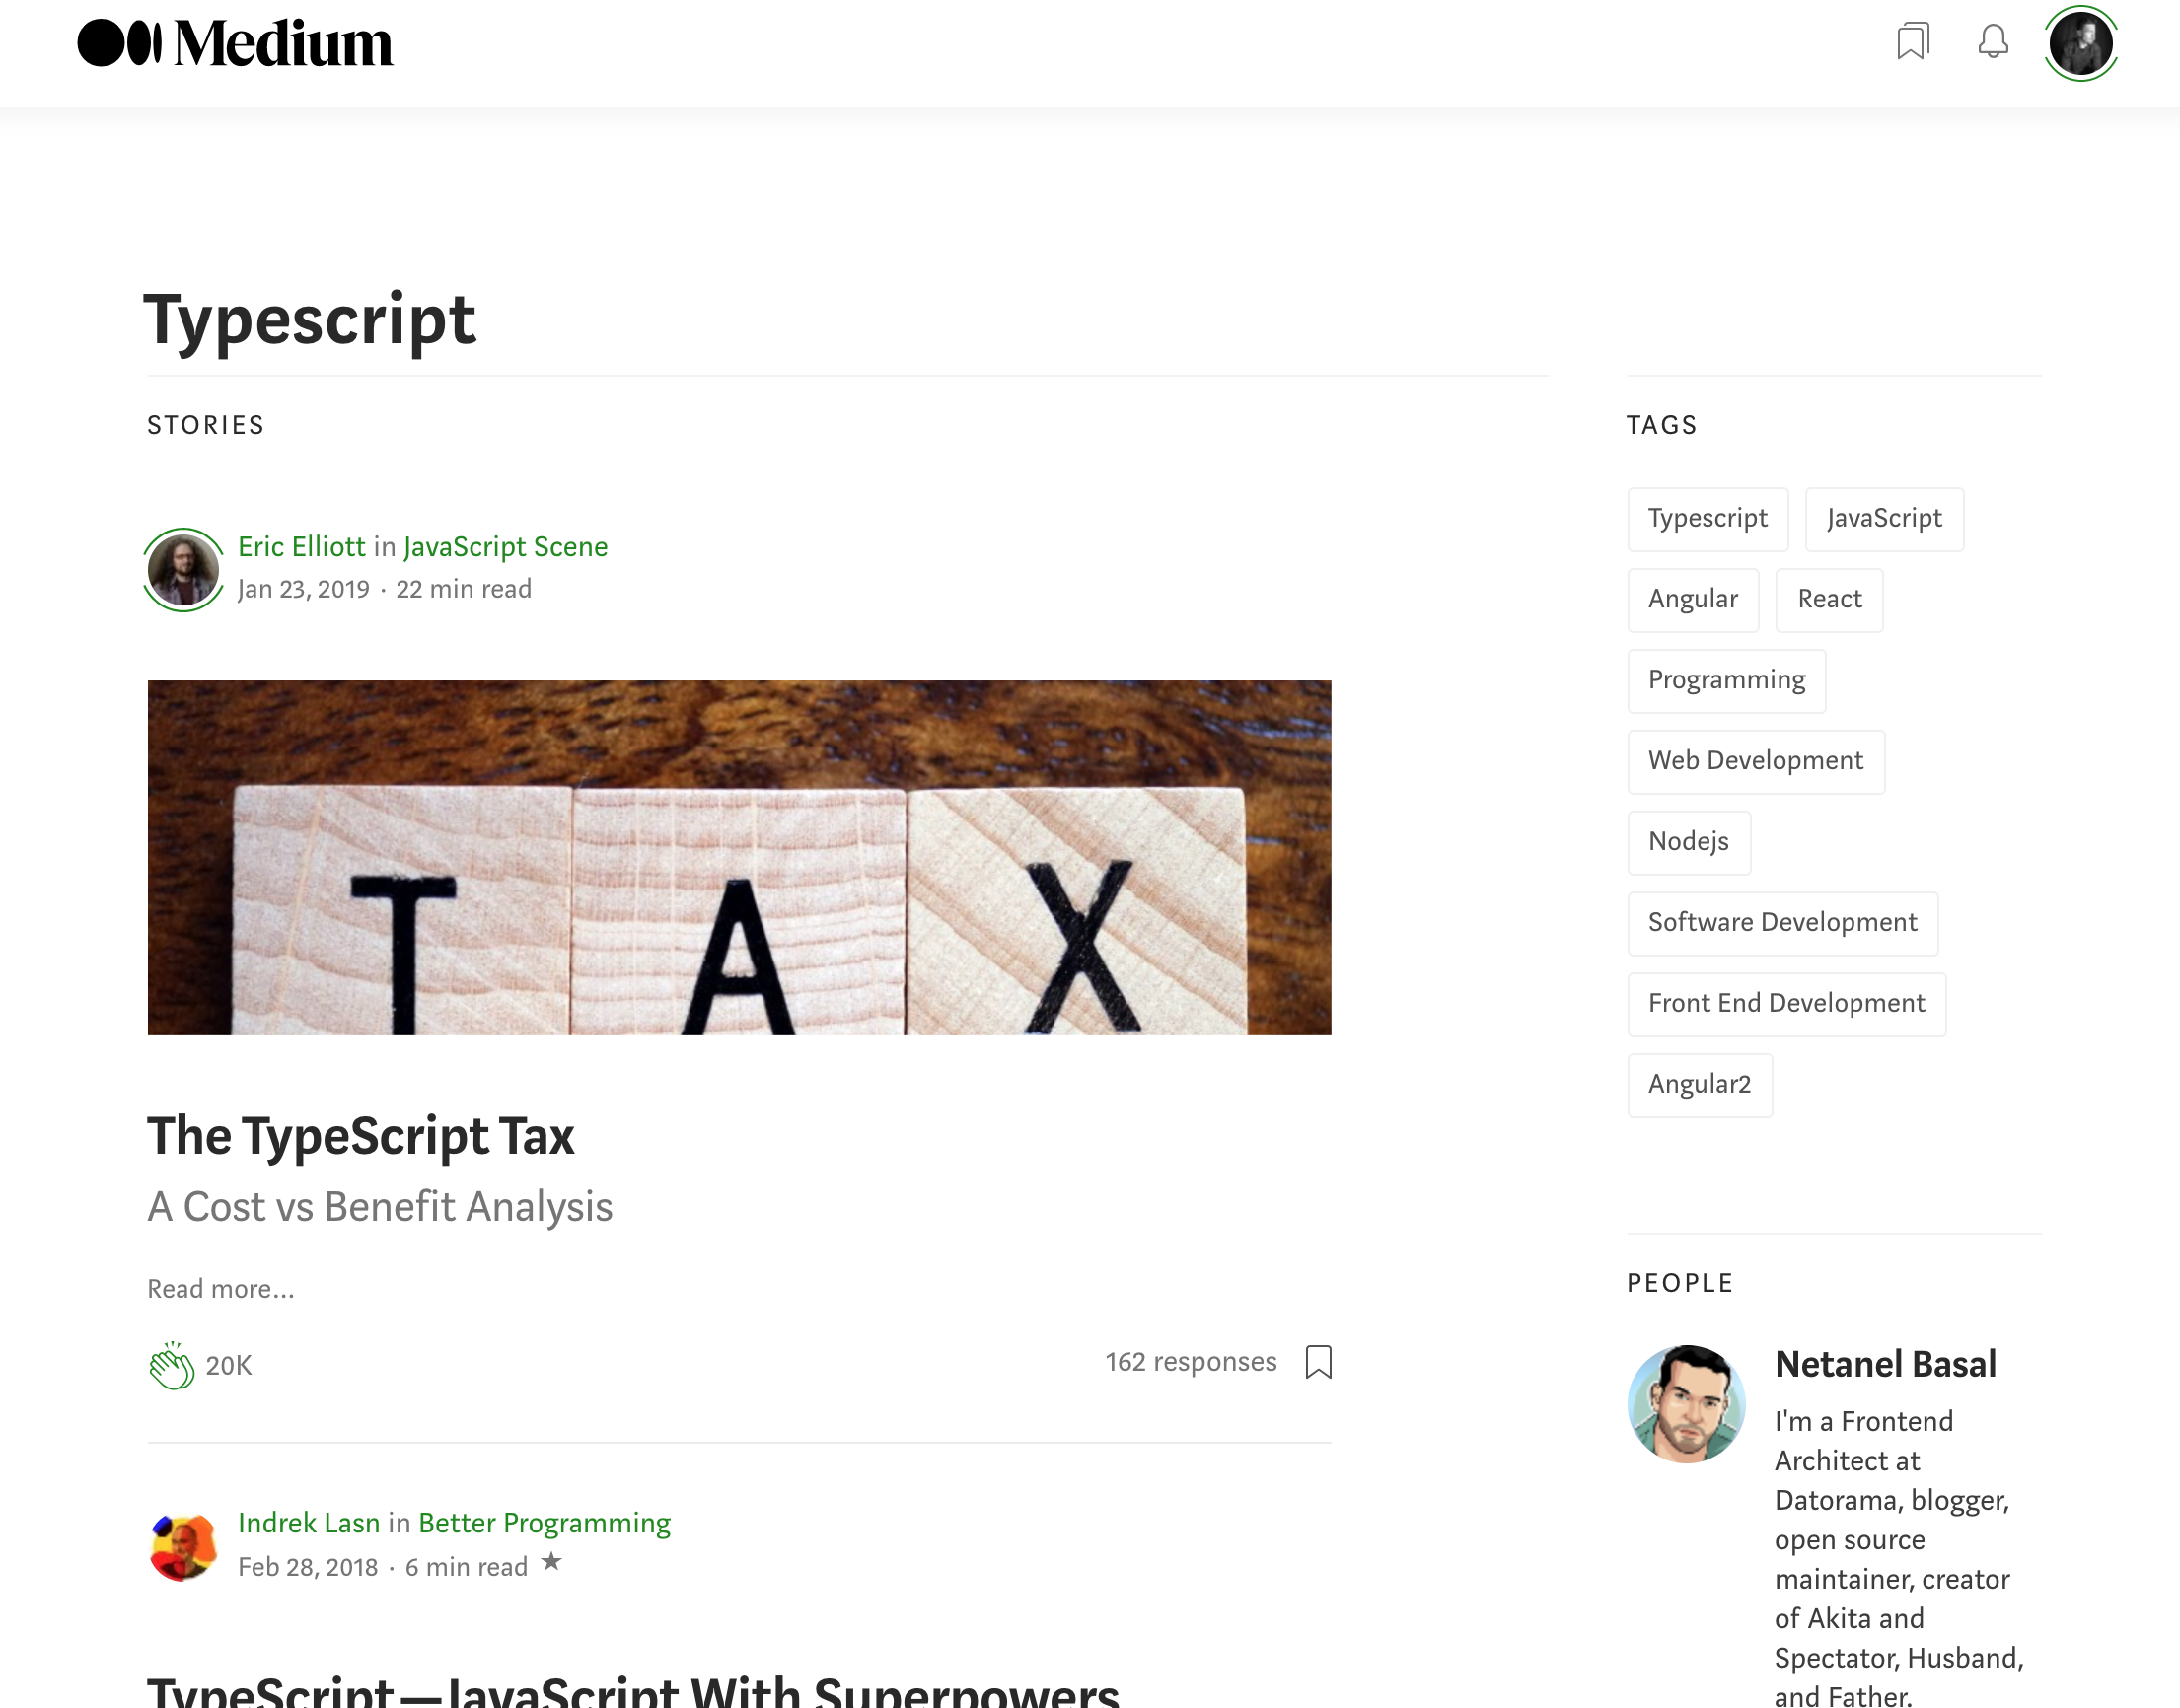 Medium
Typescript
STORIES
Eric Elliott in JavaScript Scene
Jan 23, 2019 · 22 min read
TAX
The TypeScript Tax
A Cost vs Benefit Analysis
Read more...
20K
162 responses
Indrek Lasn in Better Programming
Feb 28, 2018 · 6 min read ★
TypeScript — JavaScript With Superpowers
TAGS
Typescript JavaScript
Angular React
Programming
Web Development
Nodejs
Software Development
Front End Development
Angular2
PEOPLE
Netanel Basal
I'm a Frontend
Architect at
Datorama, blogger,
open source
maintainer, creator
of Akita and
Spectator, Husband,
and Father.